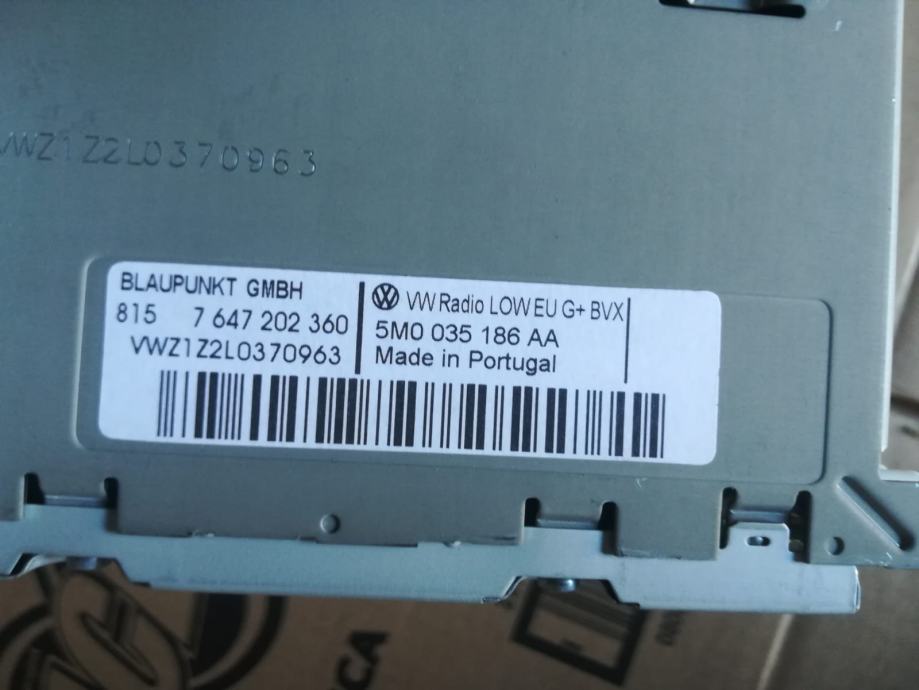 VWZ1Z2L0370963
BLAUPUNKT GMBH
815 7 647 202 360
VWZ1Z2L0370963
VW Radio LOW EU G+ BVX
5M0 035 186 AA
Made in Portugal